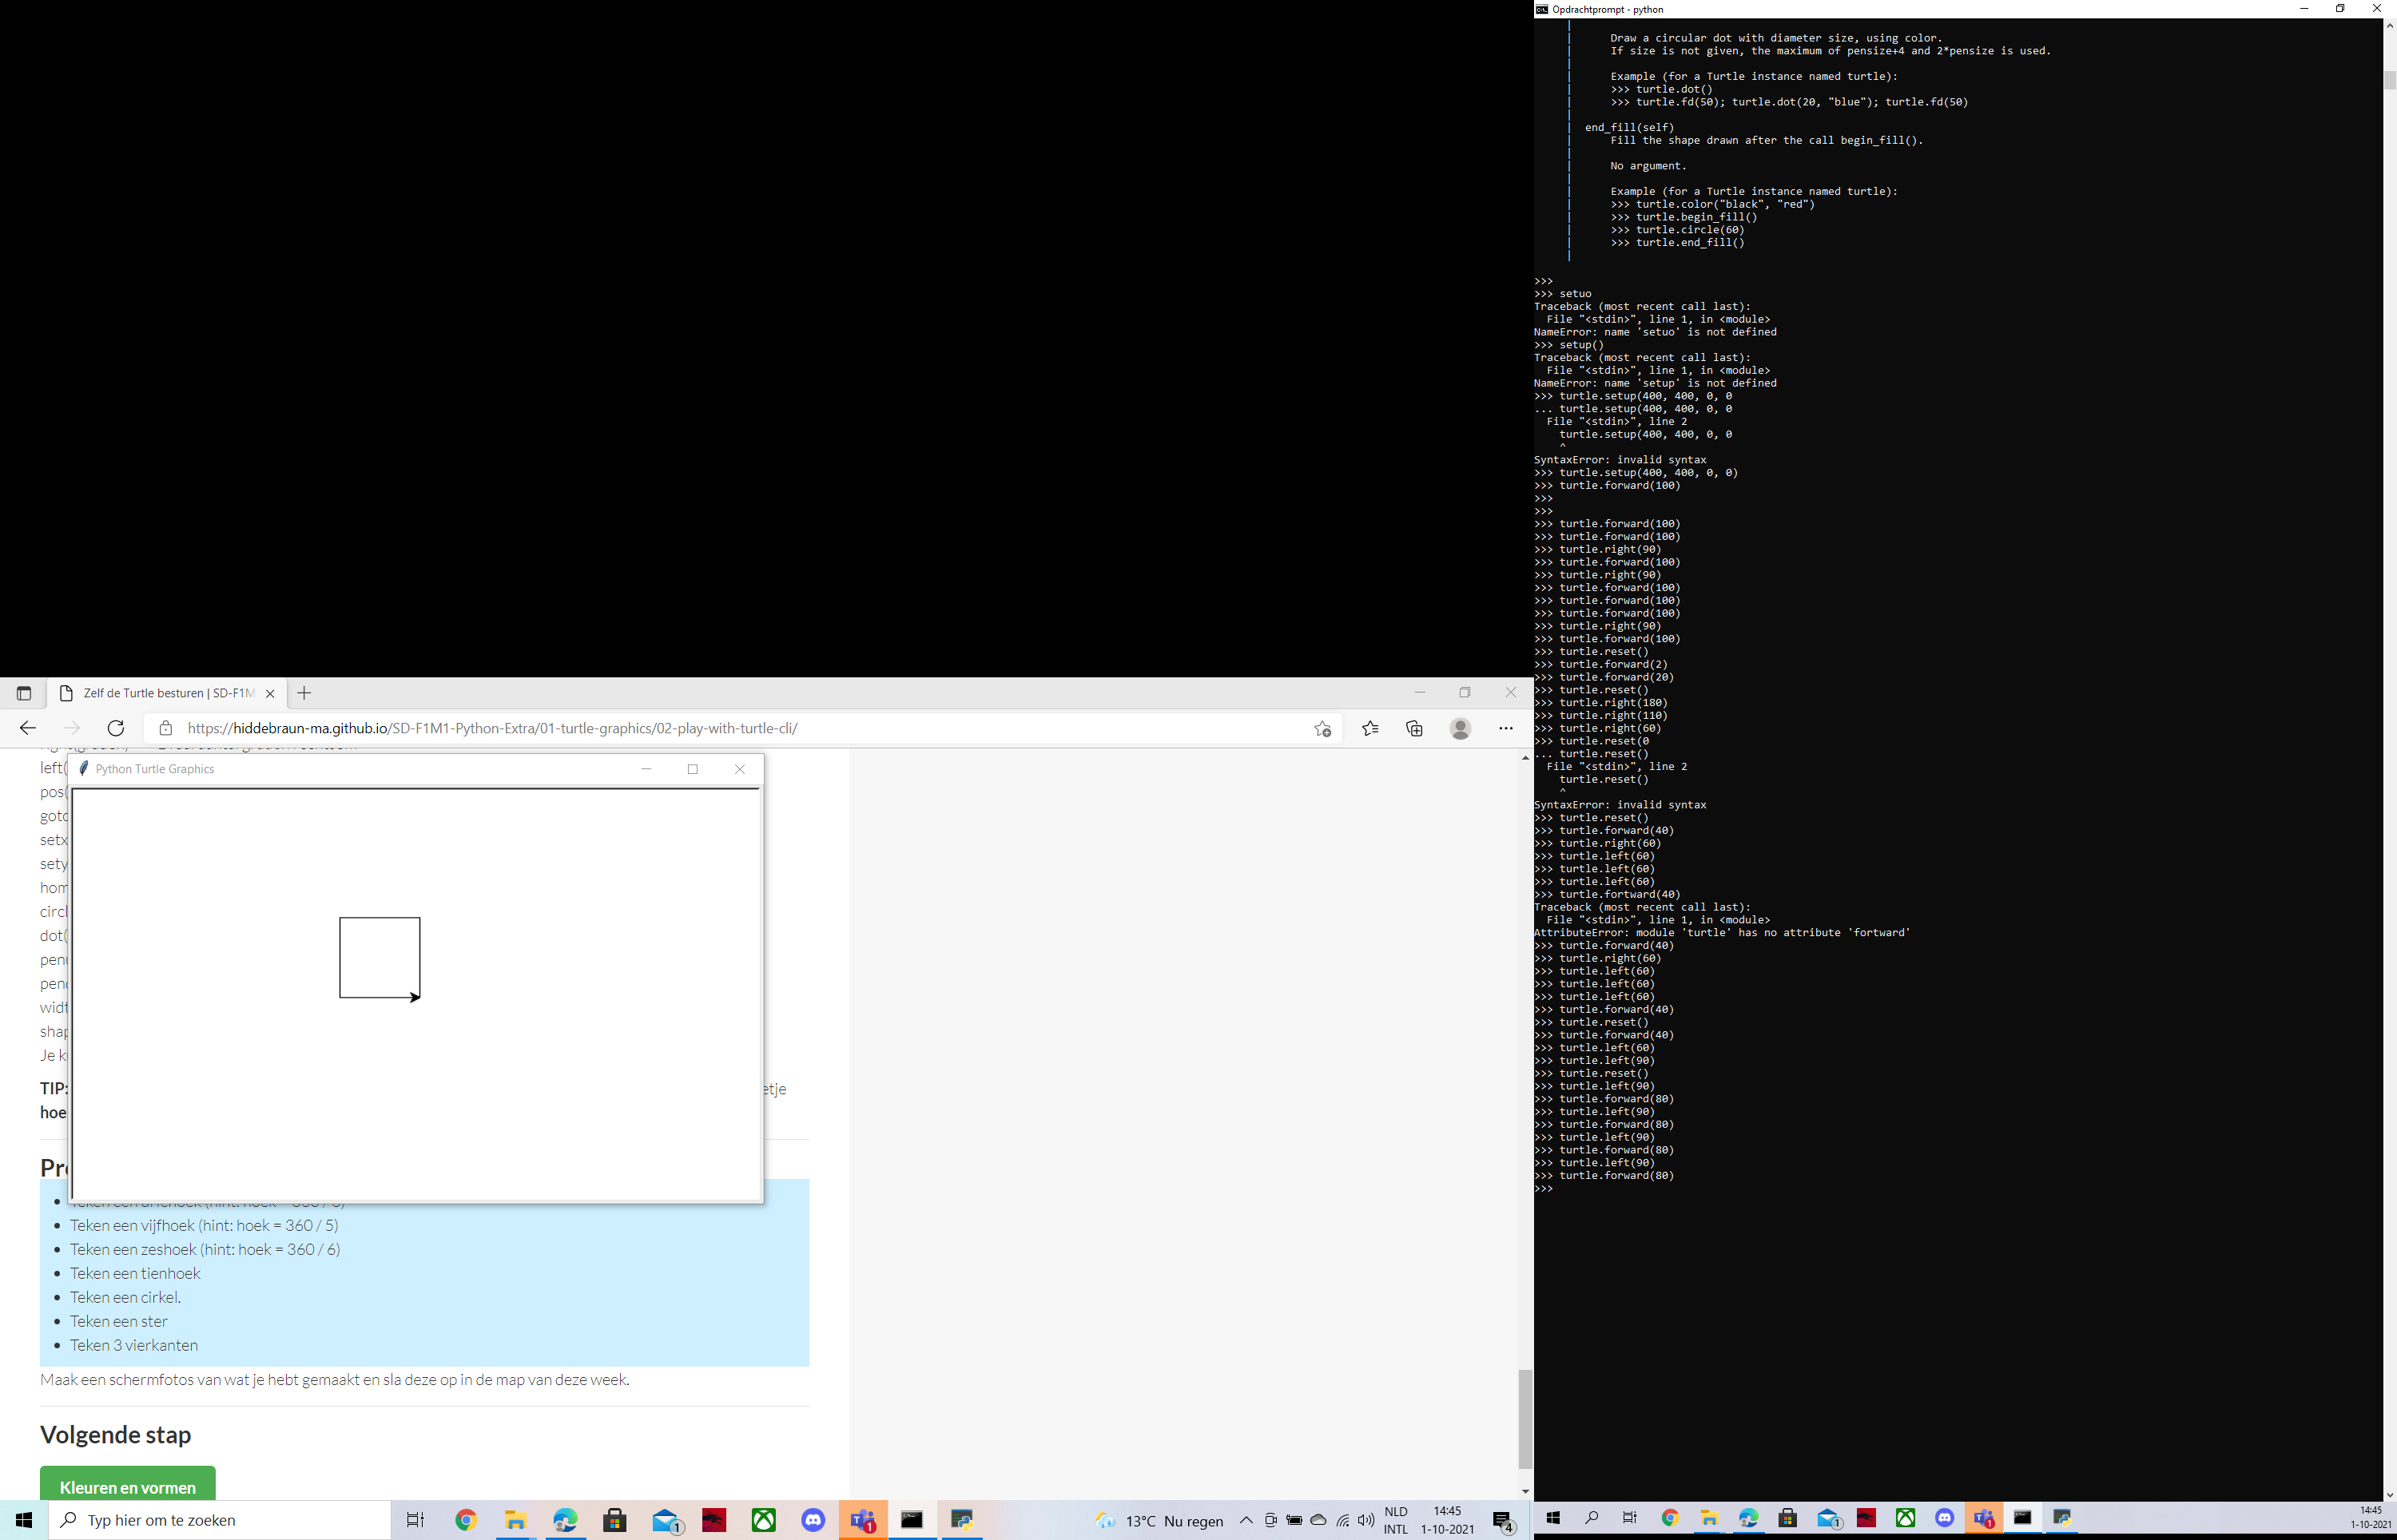 Zelf de Turtle besturen | SD-F1M
https://hiddebraun-ma.github.io/SD-F1M1-Python-Extra/01-turtle-graphics/02-play-with-turtle-cli/
left(
Python Turtle Graphics
pos(
goto
setx
sety
hom
circl
dot(
pen
widt
shap
Je k
TIP:
etje
hoe
Pr
Teken een vijfhoek (hint: hoek = 360 / 5)
Teken een zeshoek (hint: hoek = 360 / 6)
Teken een tienhoek
Teken een cirkel.
Teken een ster
Teken 3 vierkanten
Maak een schermfotos van wat je hebt gemaakt en sla deze op in de map van deze week.
Volgende stap
Kleuren en vormen
Typ hier om te zoeken
1
1
13°C Nu regen
NLD
INTL
14:45
1-10-2021
4
Opdrachtprompt - python
Draw a circular dot with diameter size, using color.
If size is not given, the maximum of pensize+4 and 2*pensize is used.
Example (for a Turtle instance named turtle):
>>> turtle.dot()
>>> turtle.fd(50); turtle.dot(20, "blue"); turtle.fd(50)
end_fill(self)
Fill the shape drawn after the call begin_fill().
No argument.
Example (for a Turtle instance named turtle):
>>> turtle.color("black", "red")
>>> turtle.begin_fill()
>>> turtle.circle(60)
>>> turtle.end_fill()
>>>
>>> setuo
Traceback (most recent call last):
File "<stdin>", line 1, in <module>
NameError: name 'setuo' is not defined
>>> setup()
Traceback (most recent call last):
File "<stdin>", line 1, in <module>
NameError: name 'setup' is not defined
>>> turtle.setup(400, 400, 0, 0
... turtle.setup(400, 400, 0, 0
File "<stdin>", line 2
turtle.setup(400, 400, 0, 0
^
SyntaxError: invalid syntax
>>> turtle.setup(400, 400, 0, 0)
>>> turtle.forward(100)
>>>
>>>
>>> turtle.forward(100)
>>> turtle.forward(100)
>>> turtle.right(90)
>>> turtle.forward(100)
>>> turtle.right(90)
>>> turtle.forward(100)
>>> turtle.forward(100)
>>> turtle.forward(100)
>>> turtle.right(90)
>>> turtle.forward(100)
>>> turtle.reset()
>>> turtle.forward(2)
>>> turtle.forward(20)
>>> turtle.reset()
>>> turtle.right(180)
>>> turtle.right(110)
>>> turtle.right(60)
>>> turtle.reset(0
... turtle.reset()
File "<stdin>", line 2
turtle.reset()
^
SyntaxError: invalid syntax
>>> turtle.reset()
>>> turtle.forward(40)
>>> turtle.right(60)
>>> turtle.left(60)
>>> turtle.left(60)
>>> turtle.left(60)
>>> turtle.fortward(40)
Traceback (most recent call last):
File "<stdin>", line 1, in <module>
AttributeError: module 'turtle' has no attribute 'fortward'
>>> turtle.forward(40)
>>> turtle.right(60)
>>> turtle.left(60)
>>> turtle.left(60)
>>> turtle.left(60)
>>> turtle.forward(40)
>>> turtle.reset()
>>> turtle.forward(40)
>>> turtle.left(60)
>>> turtle.left(90)
>>> turtle.reset()
>>> turtle.left(90)
>>> turtle.forward(80)
>>> turtle.left(90)
>>> turtle.forward(80)
>>> turtle.left(90)
>>> turtle.forward(80)
>>> turtle.left(90)
>>> turtle.forward(80)
>>>
1
1
14:45
1-10-2021